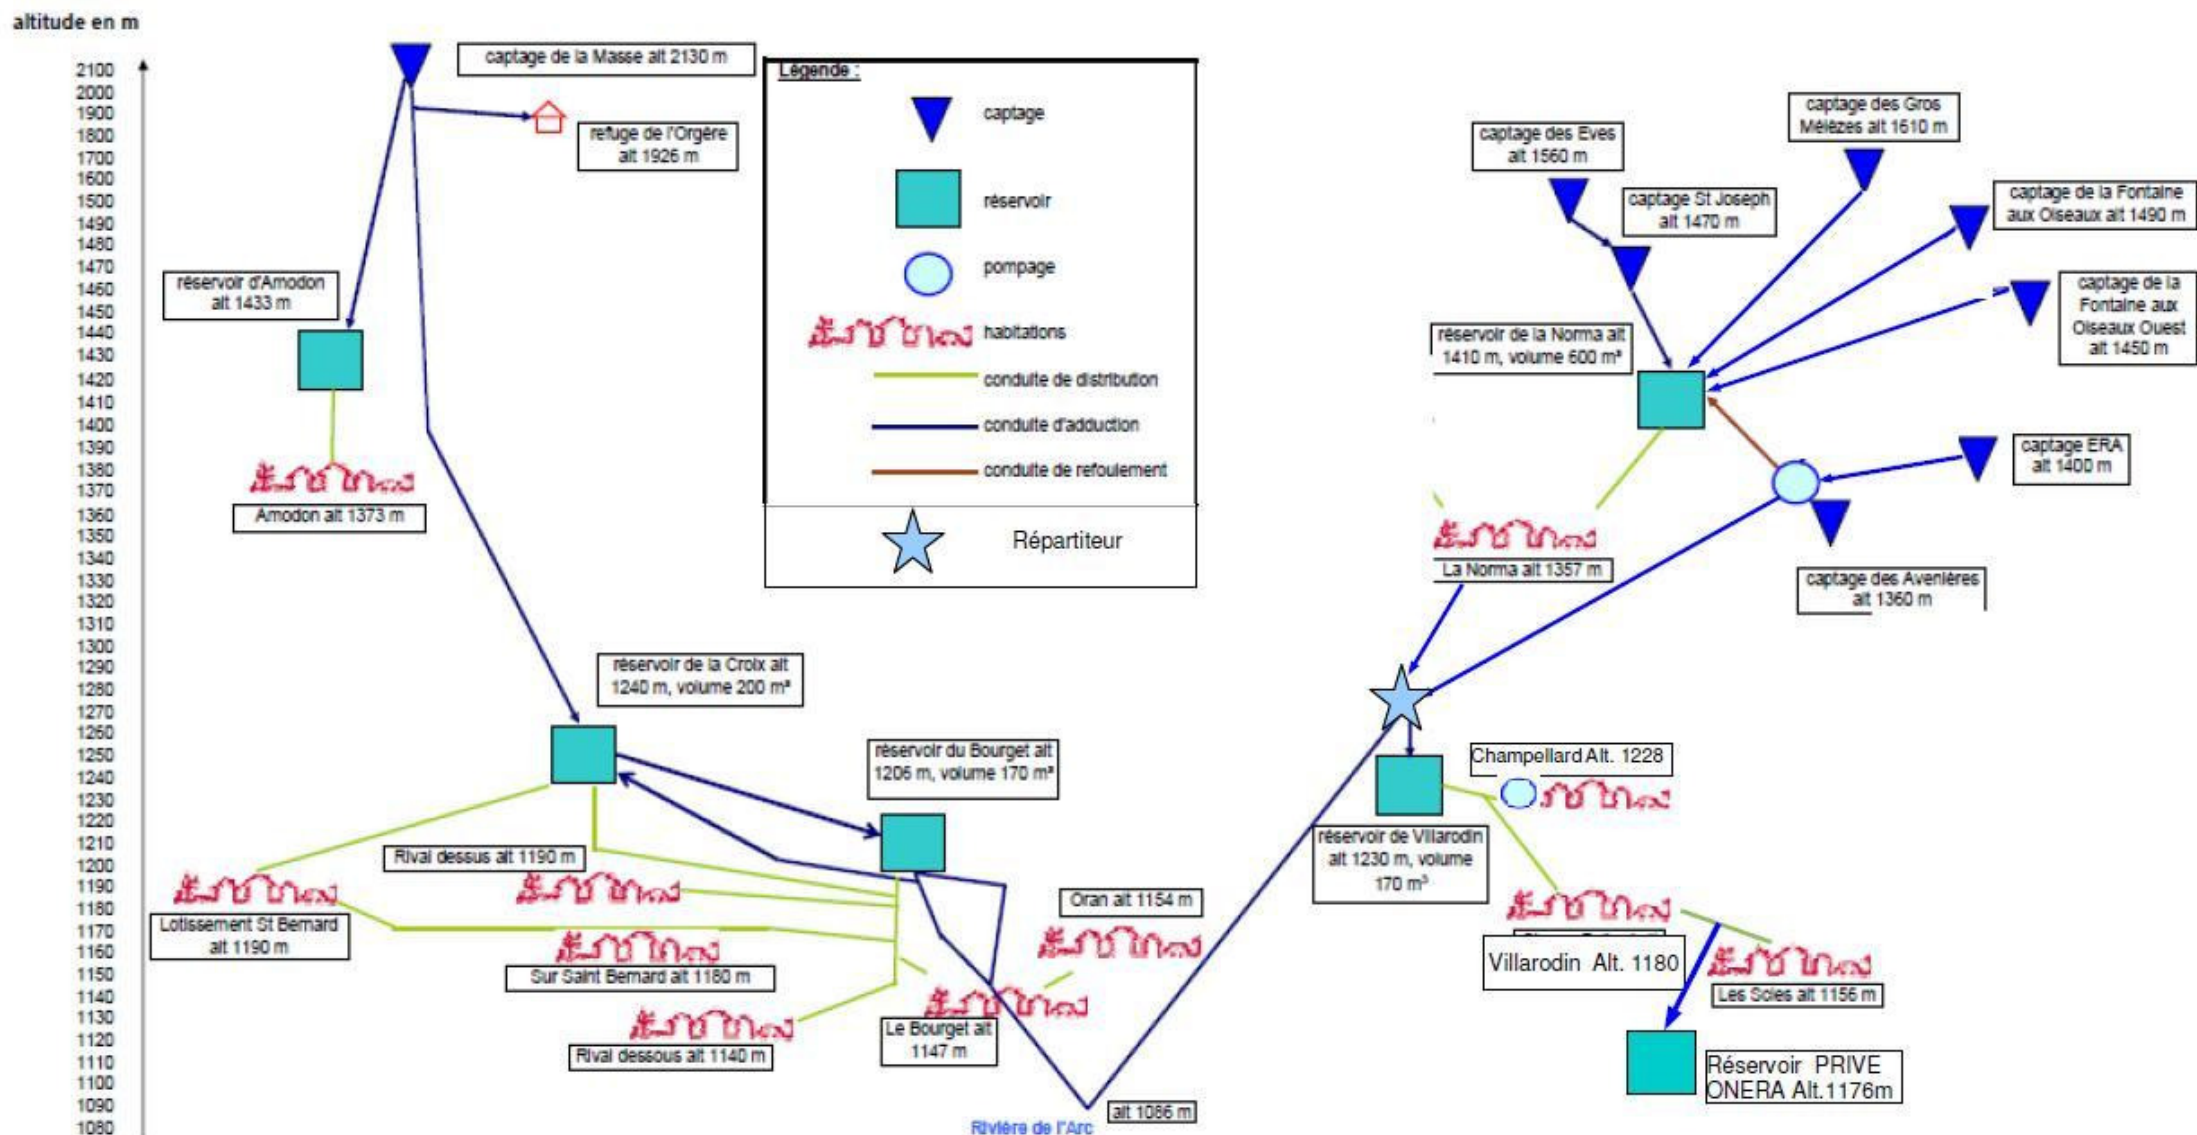 altitude en m
2100
2000
1900
1800
1700
1600
1500
1490
1480
1470
1460
1450
1440
1430
1420
1410
1400
1390
1380
1370
1360
1350
1340
1330
1320
1310
1300
1290
1280
1270
1260
1250
1240
1230
1220
1210
1200
1190
1180
1170
1160
1150
1140
1130
1120
1110
1100
1090
1080
captage de la Masse alt 2130 m
refuge de l'Orgère
alt 1926 m
réservoir d'Amodon
alt 1433 m
Amodon alt 1373 m
réservoir de la Croix alt
1240 m, volume 200 m³
réservoir du Bourget alt
1206 m, volume 170 m³
Rival dessus alt 1190 m
Lotissement St Bernard
alt 1190 m
Sur Saint Bernard alt 1180 m
Rival dessous alt 1140 m
Oran alt 1154 m
Le Bourget alt
1147 m
alt 1086 m
Rivière de l'Arc
Légende :
captage
réservoir
pompage
habitations
conduite de distribution
conduite d'adduction
conduite de refoulement
Répartiteur
captage des Eves
alt 1560 m
captage des Gros
Mélèzes alt 1610 m
captage St Joseph
alt 1470 m
captage de la Fontaine
aux Oiseaux alt 1490 m
captage de la
Fontaine aux
Oiseaux Ouest
alt 1450 m
réservoir de la Norma alt
1410 m, volume 600 m³
captage ERA
alt 1400 m
La Norma alt 1357 m
captage des Avenières
alt 1360 m
Champellard Alt. 1228
réservoir de Villarodin
alt 1230 m, volume
170 m³
Villarodin Alt. 1180
Les Soles alt 1156 m
Réservoir PRIVE
ONERA Alt.1176m